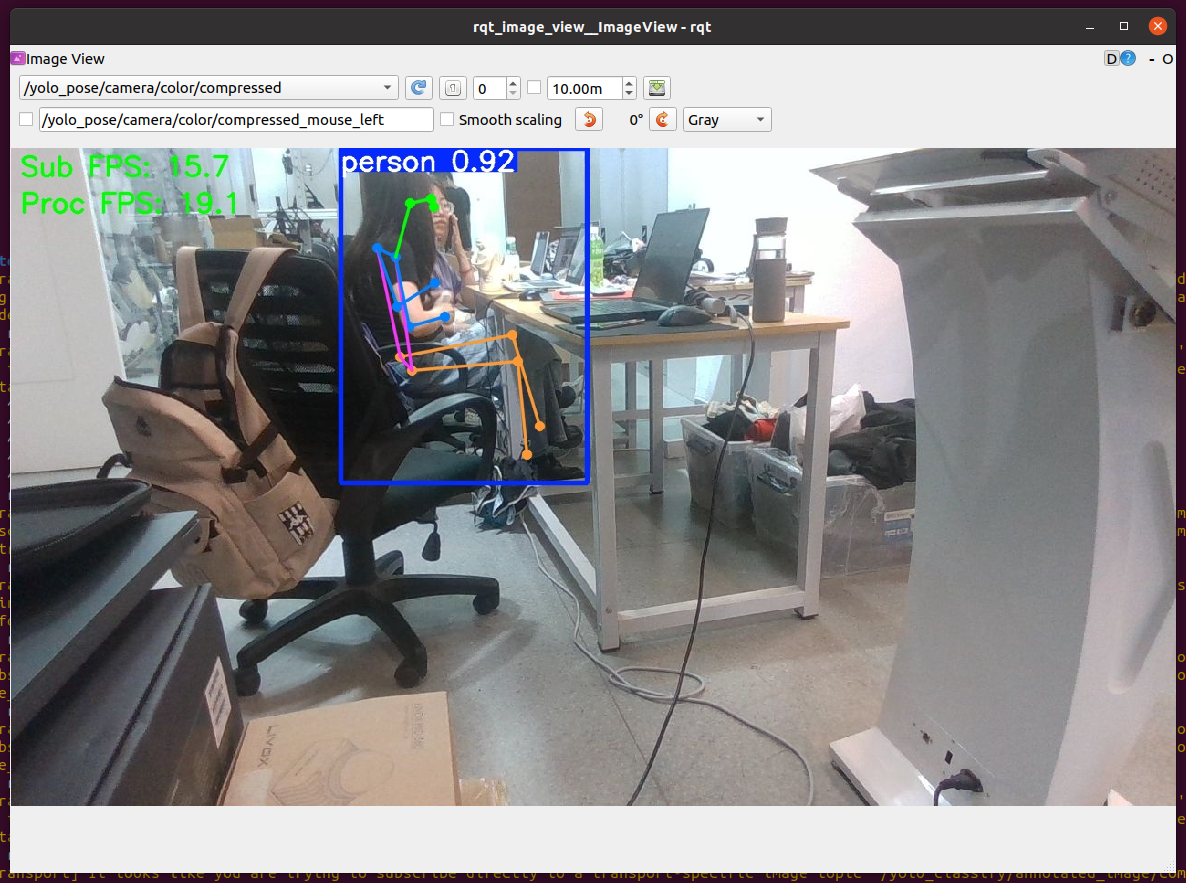 rqt_image_view__ImageView - rqt
Image View
D ? - O
/yolo_pose/camera/color/compressed
0
10.00m
/yolo_pose/camera/color/compressed_mouse_left
Smooth scaling
0°
Gray
Sub FPS: 15.7
person 0.92
Proc FPS: 19.1
LIVOX
transport] It looks like you are trying to subscribe directly to a transport-specific image topic '/yolo_classify/annotated_image/com